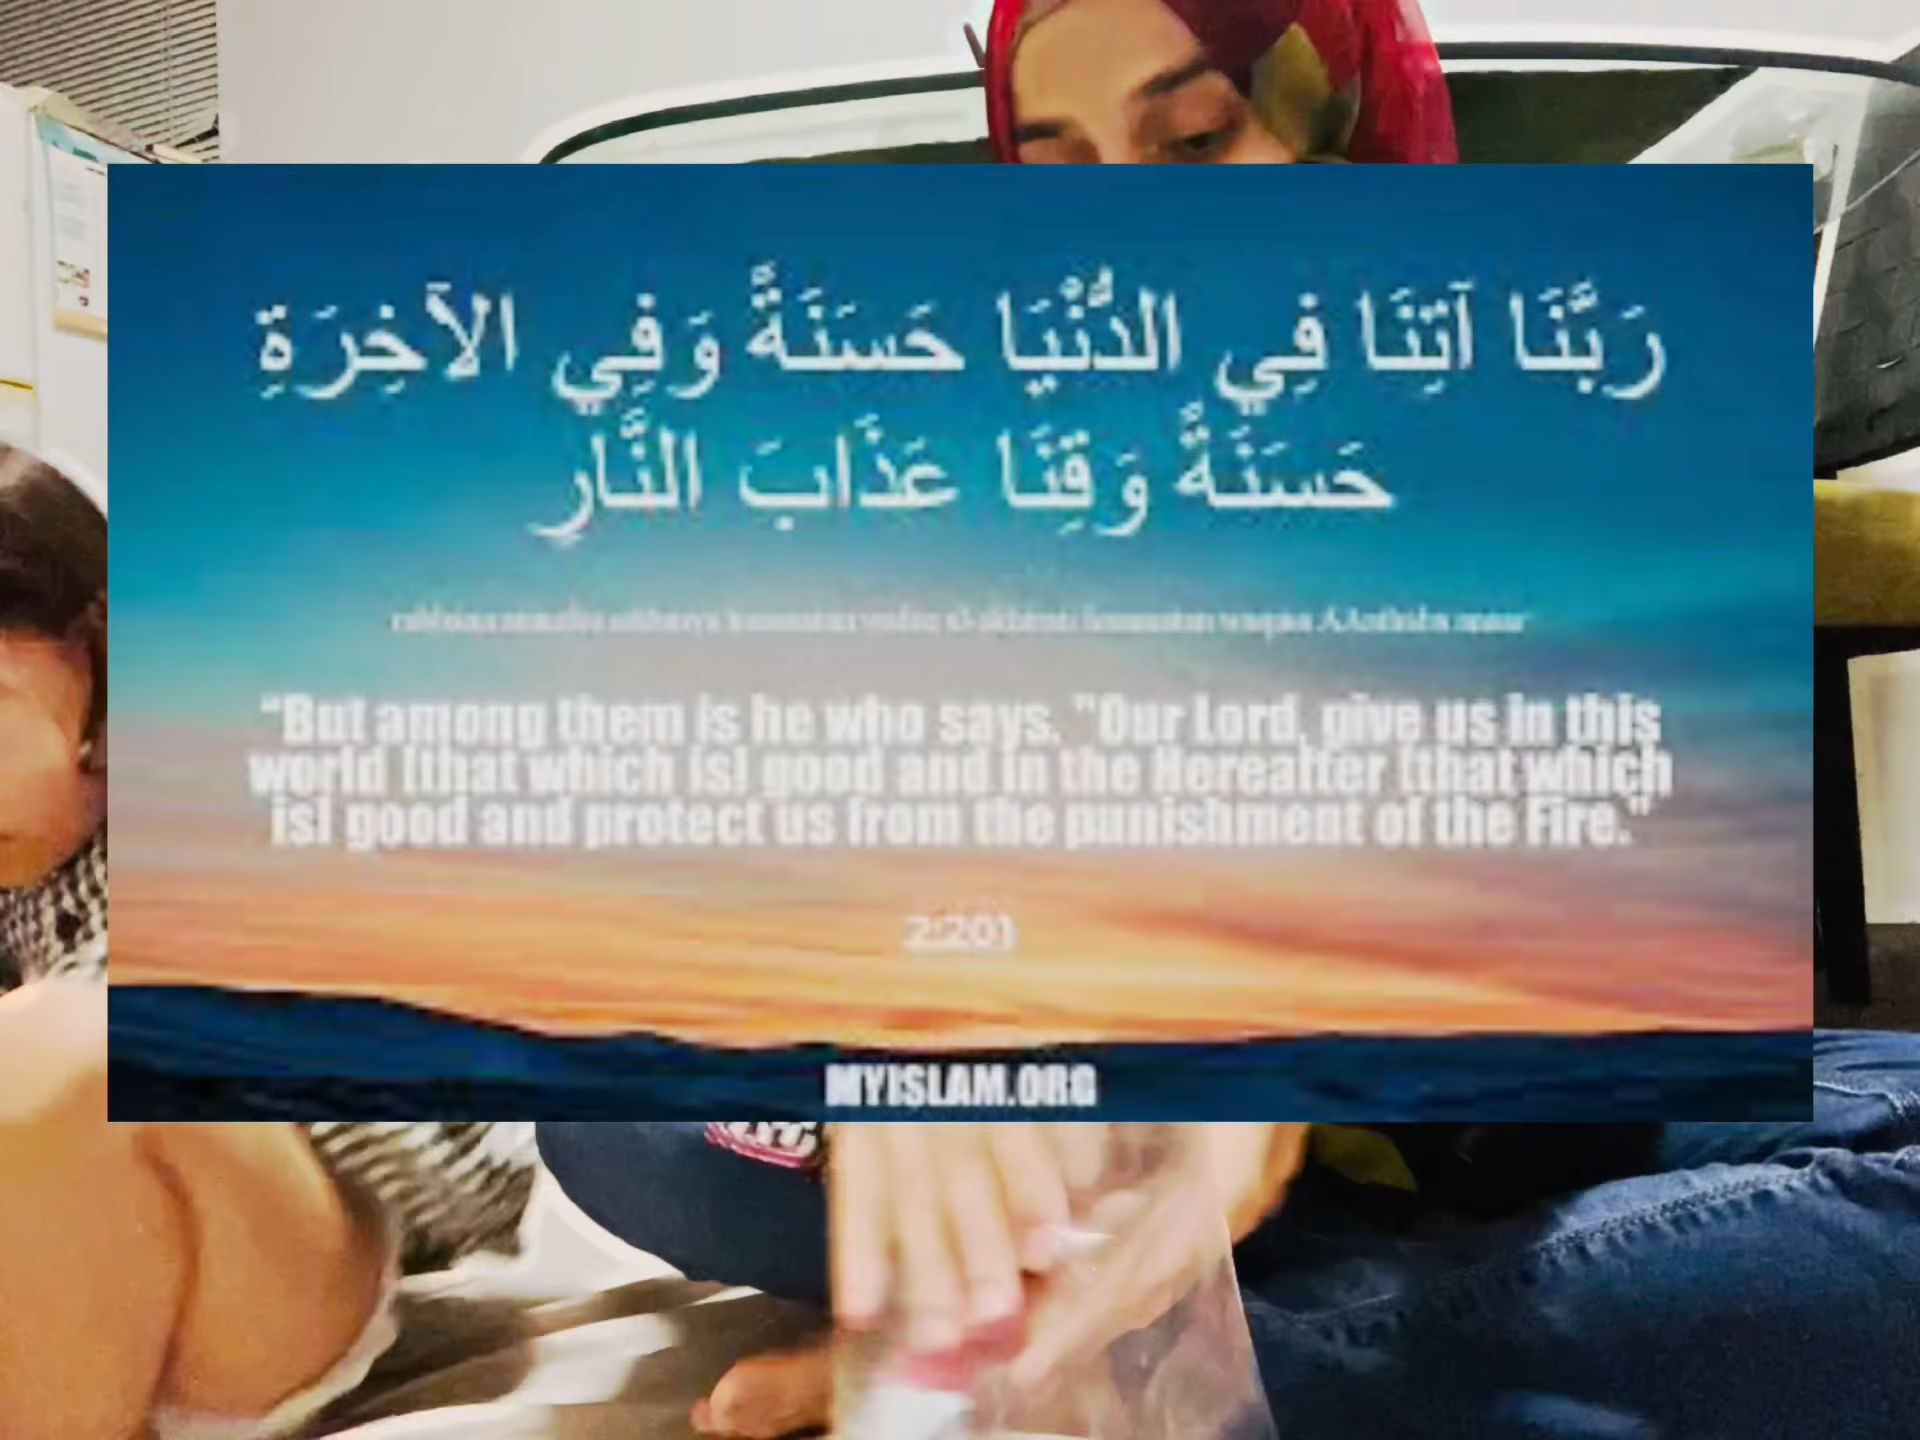 رَبَّنَا آتِنَا فِي الدُّنْيَا حَسَنَةً وَفِي الآخِرَةِ
حَسَنَةً وَقِنَا عَذَابَ النَّارِ
"But among them is he who says, "Our Lord, give us in this
world [that which is] good and in the Hereafter [that which
is] good and protect us from the punishment of the Fire."
2:201
MYISLAM.ORG